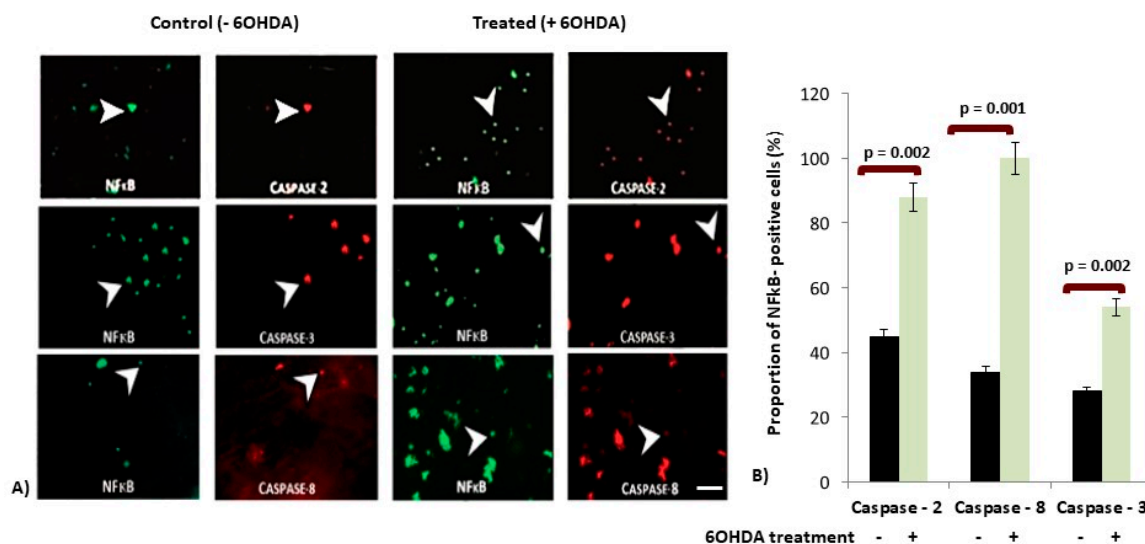 Control (- 6OHDA)
Treated (+ 6OHDA)
NFκB
CASPASE-2
NFκB
CASPASE-2
NFκB
CASPASE-3
NFκB
CASPASE-3
NFκB
CASPASE-8
NFκB
CASPASE-8
A)
Proportion of NFkB- positive cells (%)
120
100
80
60
40
20
0
p = 0.002
p = 0.001
p = 0.002
B)
Caspase - 2
Caspase - 8
Caspase - 3
6OHDA treatment - + - + - +